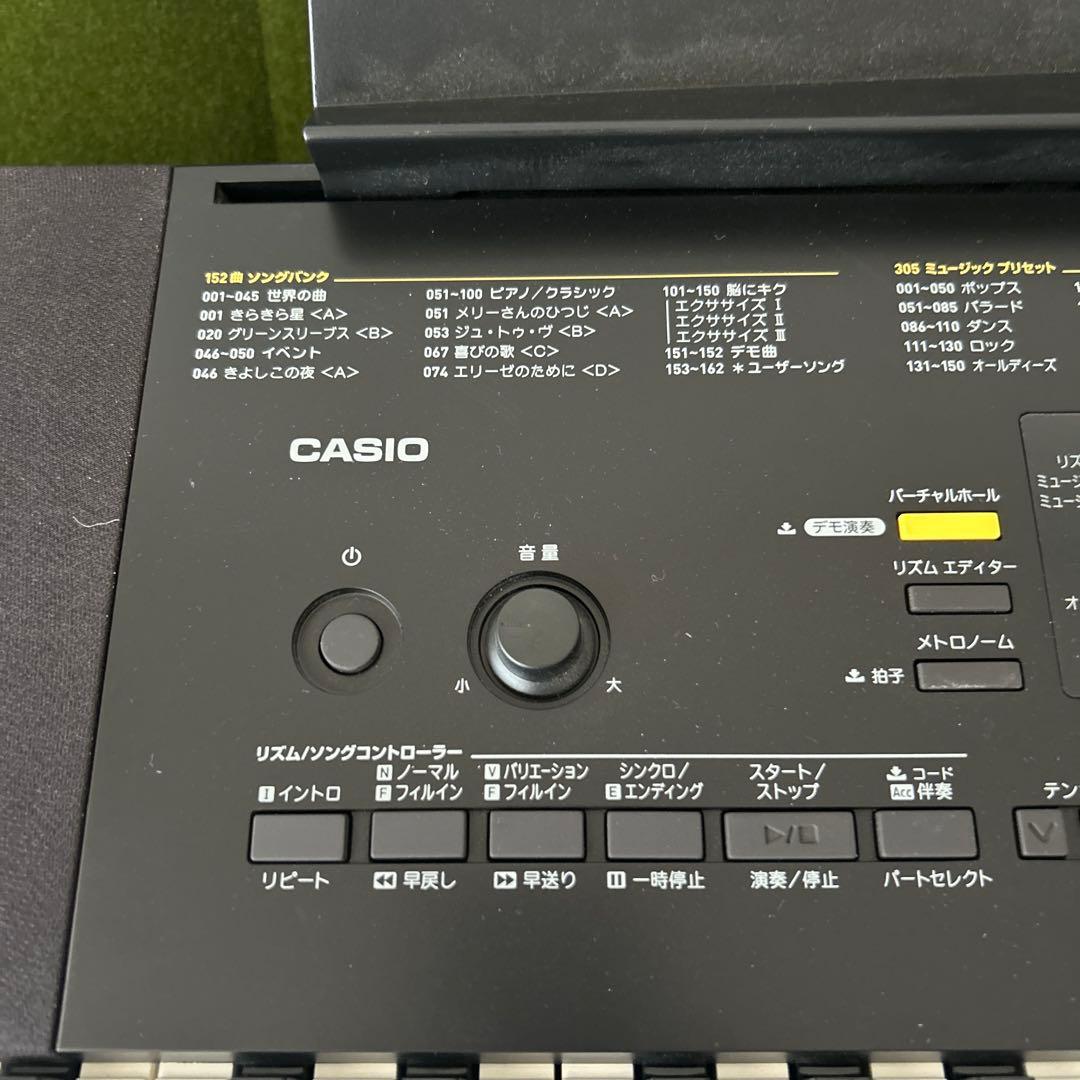 152曲 ソングバンク
001~045 世界の曲
001 きらきら星 <A>
020 グリーンスリーブス <B>
046~050 イベント
046 きよしこの夜 <A>
051~100 ピアノ/クラシック
051 メリーさんのひつじ <A>
053 ジュ・トゥ・ヴ <B>
067 喜びの歌 <C>
074 エリーゼのために <D>
101~150 脳にキク
エクササイズ Ⅰ
エクササイズ Ⅱ
エクササイズ Ⅲ
151~152 デモ曲
153~162 *ユーザーソング
305 ミュージック プリセット
001~050 ポップス
051~085 バラード
086~110 ダンス
111~130 ロック
131~150 オールディーズ
CASIO
音量
小 大
バーチャルホール
デモ演奏
リズム エディター
メトロノーム
拍子
リズ
ミュージ
ミュー
オ
リズム/ソングコントローラー
I イントロ
N ノーマル
F フィルイン
V バリエーション
F フィルイン
シンクロ/
E エンディング
スタート/
ストップ
コード
Acc 伴奏
テン
リピート
早戻し
早送り
一時停止
演奏/停止
パートセレクト